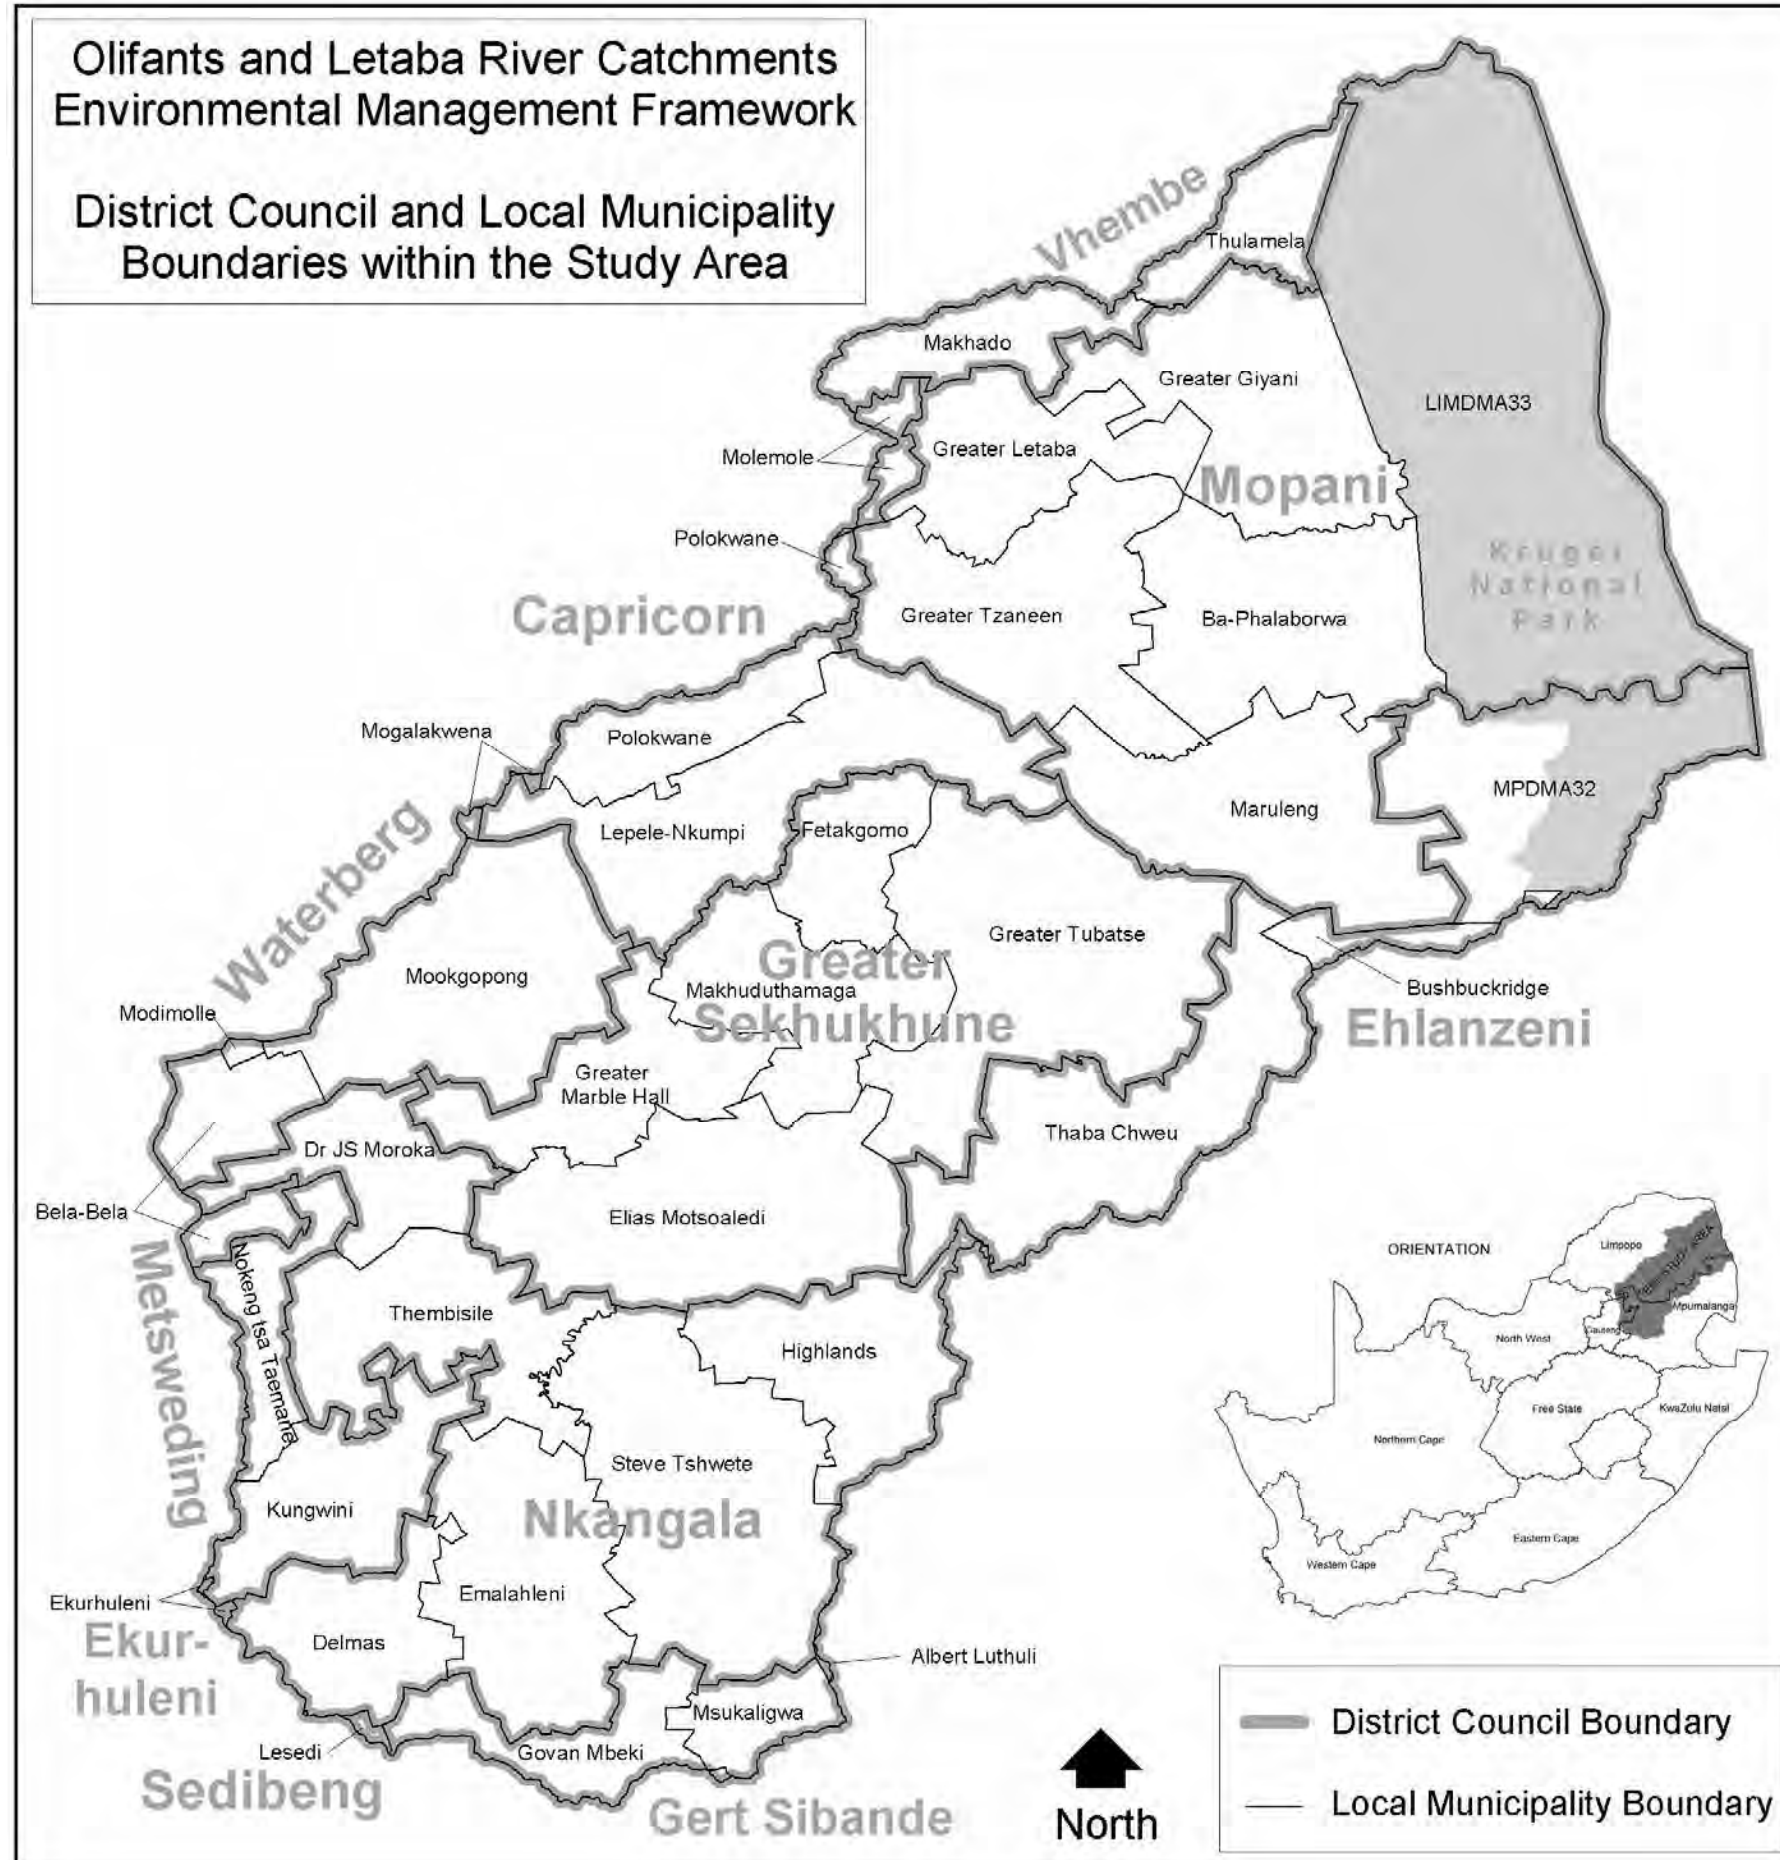 Olifants and Letaba River Catchments
Environmental Management Framework
District Council and Local Municipality
Boundaries within the Study Area
Vhembe
Thulamela
Makhado
Greater Giyani
LIMDMA33
Molemole
Greater Letaba
Mopani
Polokwane
Kruger
National
Park
Capricorn
Greater Tzaneen
Ba-Phalaborwa
Mogalakwena
Polokwane
MPDMA32
Maruleng
Waterberg
Lepele-Nkumpi
Fetakgomo
Greater Tubatse
Mookgopong
Greater
Sekhukhune
Makhuduthamaga
Bushbuckridge
Ehlanzeni
Modimolle
Greater
Marble Hall
Thaba Chweu
Dr JS Moroka
Bela-Bela
Elias Motsoaledi
Metsweding
Nokeng tsa Taemane
Thembisile
Highlands
Steve Tshwete
Kungwini
Nkangala
Emalahleni
Ekurhuleni
Ekur-
huleni
Delmas
Albert Luthuli
Msukaligwa
Lesedi
Govan Mbeki
Sedibeng
Gert Sibande
ORIENTATION
Limpopo
Mpumalanga
North West
Gauteng
Free State
KwaZulu Natal
Northern Cape
Eastern Cape
Western Cape
North
District Council Boundary
Local Municipality Boundary